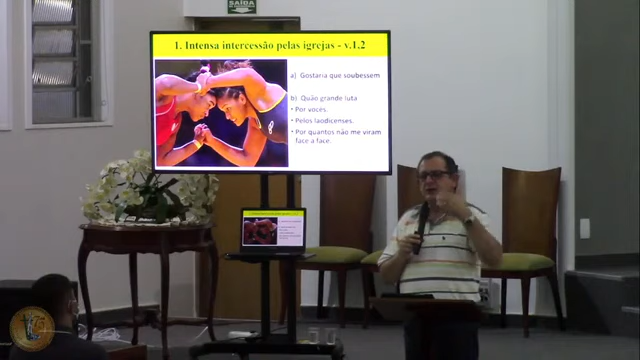 SAÍDA
1. Intensa intercessão pelas igrejas - v.1,2
a) Gostaria que soubessem
b) Quão grande luta
• Por vocês.
• Pelos laodicenses.
• Por quantos não me viram
face a face.